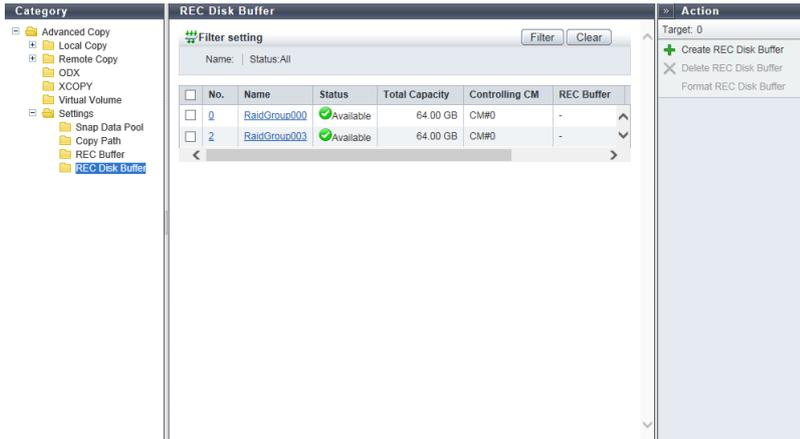 Category
Advanced Copy
Local Copy
Remote Copy
ODX
XCOPY
Virtual Volume
Settings
Snap Data Pool
Copy Path
REC Buffer
REC Disk Buffer
REC Disk Buffer
Filter setting
Filter Clear
Name: Status:All
No. Name Status Total Capacity Controlling CM REC Buffer
0 RaidGroup000 Available 64.00 GB CM#0 -
2 RaidGroup003 Available 64.00 GB CM#0 -
» Action
Target: 0
Create REC Disk Buffer
Delete REC Disk Buffer
Format REC Disk Buffer